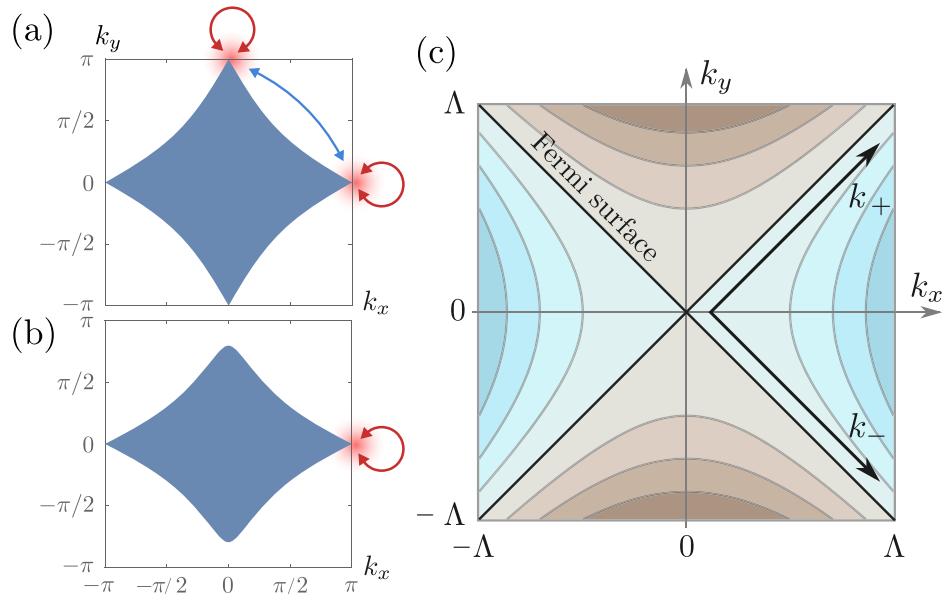 (a)
k_y
π
π/2
0
−π/2
−π
k_x
(b)
π
π/2
0
−π/2
−π
−π
−π/2
0
π/2
π
k_x
(c)
k_y
Λ
0
− Λ
−Λ
0
Λ
k_x
Fermi surface
k_+
k_−